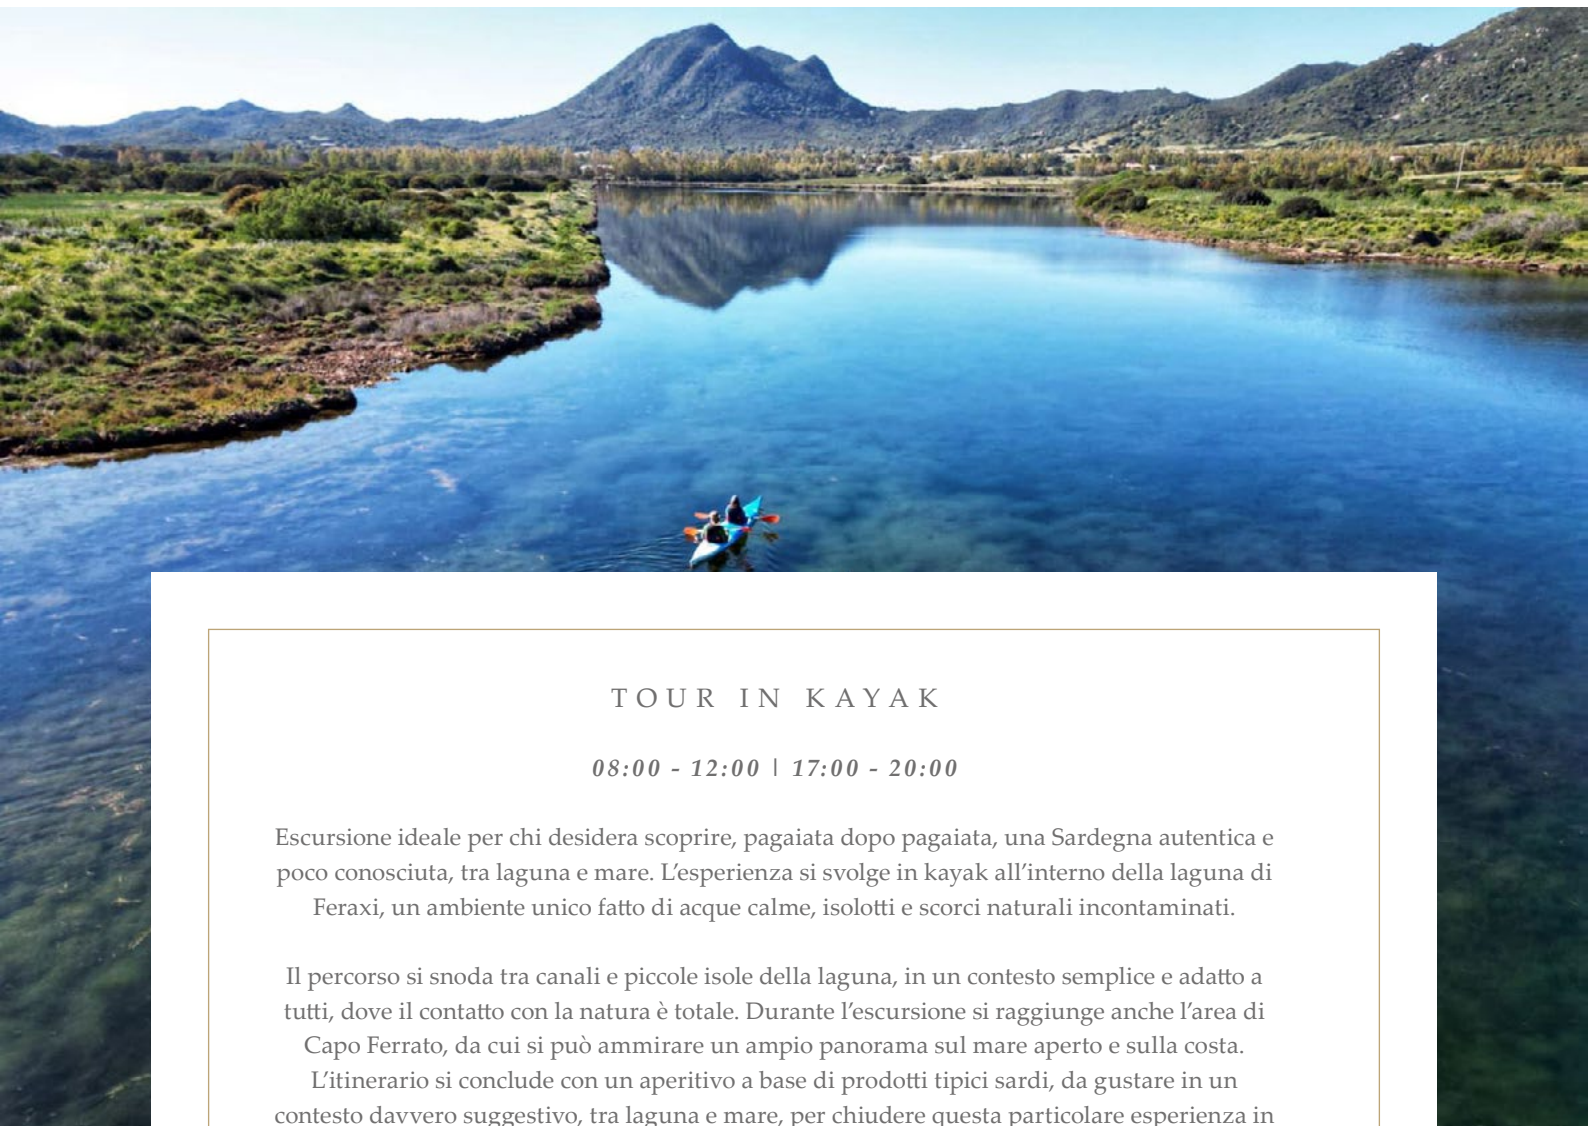 TOUR IN KAYAK
08:00 - 12:00 | 17:00 - 20:00
Escursione ideale per chi desidera scoprire, pagaiata dopo pagaiata, una Sardegna autentica e
poco conosciuta, tra laguna e mare. L’esperienza si svolge in kayak all’interno della laguna di
Feraxi, un ambiente unico fatto di acque calme, isolotti e scorci naturali incontaminati.
Il percorso si snoda tra canali e piccole isole della laguna, in un contesto semplice e adatto a
tutti, dove il contatto con la natura è totale. Durante l’escursione si raggiunge anche l’area di
Capo Ferrato, da cui si può ammirare un ampio panorama sul mare aperto e sulla costa.
L’itinerario si conclude con un aperitivo a base di prodotti tipici sardi, da gustare in un
contesto davvero suggestivo, tra laguna e mare, per chiudere questa particolare esperienza in